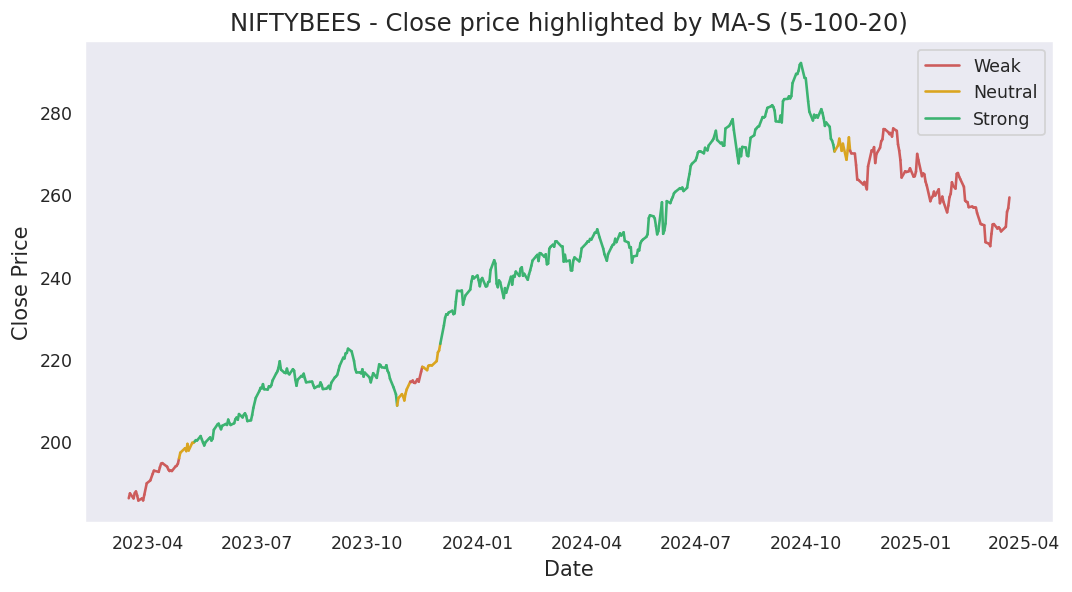 NIFTYBEES - Close price highlighted by MA-S (5-100-20)
Weak
Neutral
Strong
Close Price
280
260
240
220
200
2023-04 2023-07 2023-10 2024-01 2024-04 2024-07 2024-10 2025-01 2025-04
Date